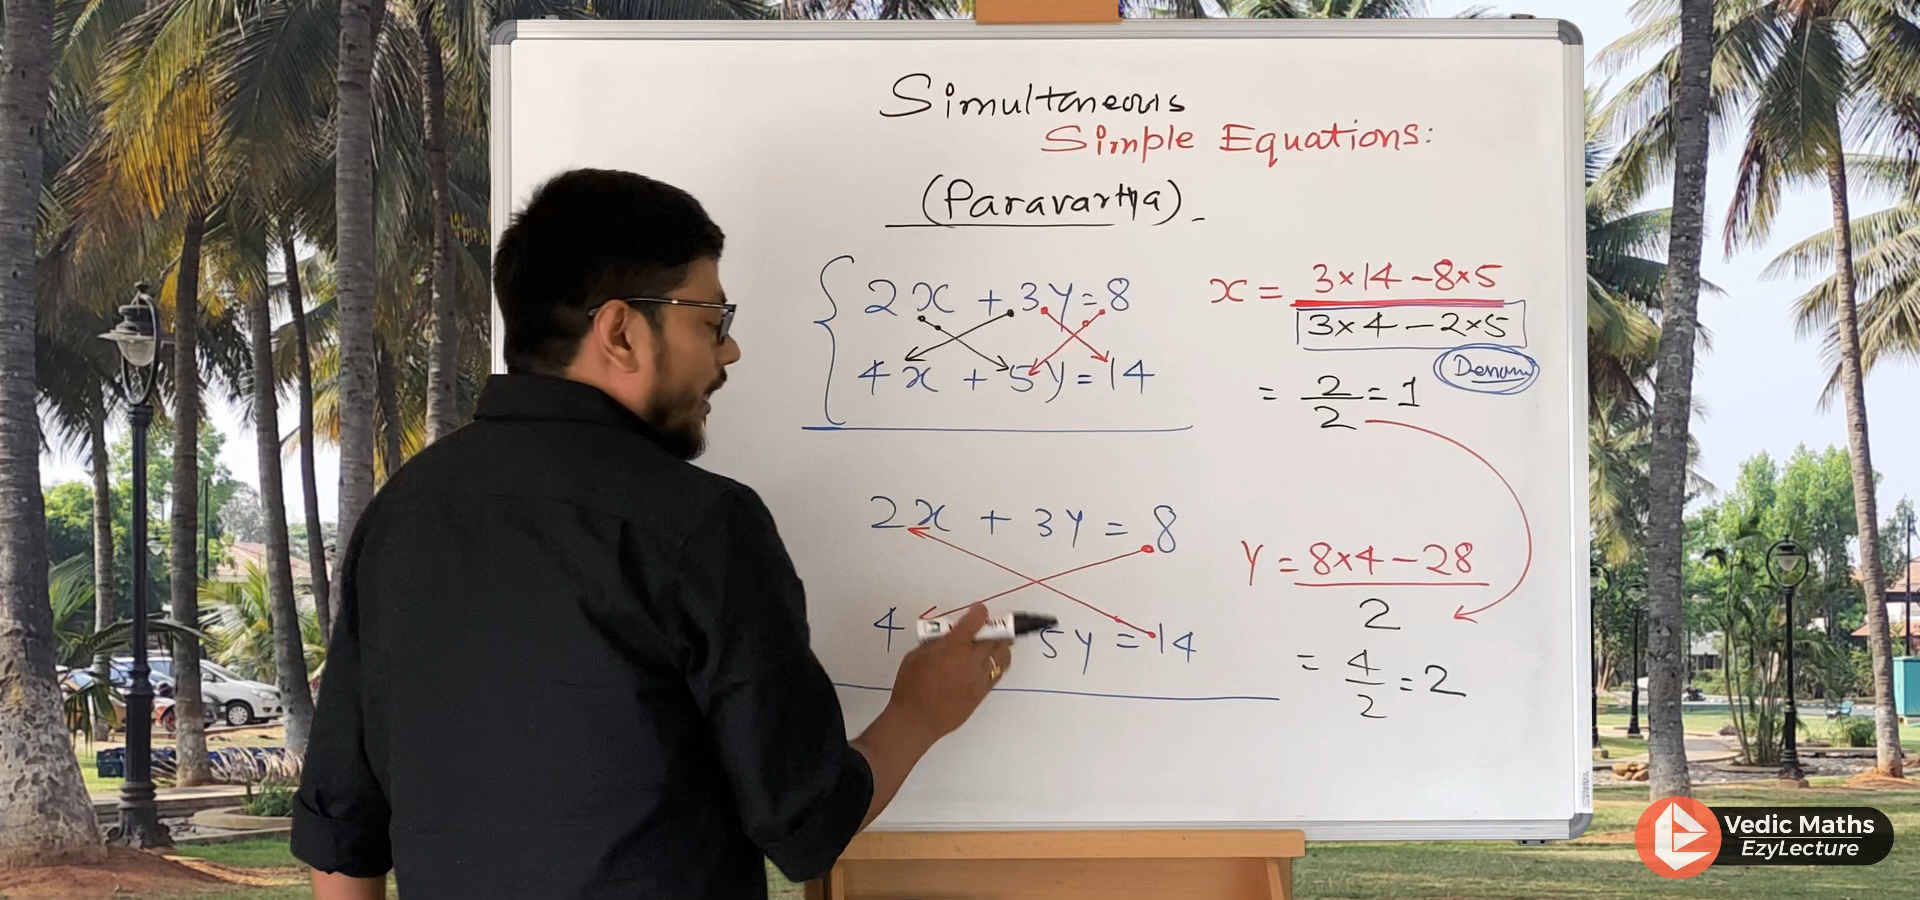 Simultaneous
Simple Equations:
(Paravartya)
2x + 3y = 8
4x + 5y = 14
x = 3×14 – 8×5
3×4 – 2×5
Denom
= 2
2
= 1
2x + 3y = 8
4 5y = 14
y = 8×4 – 28
2
= 4
2
= 2
Vedic Maths
EzyLecture